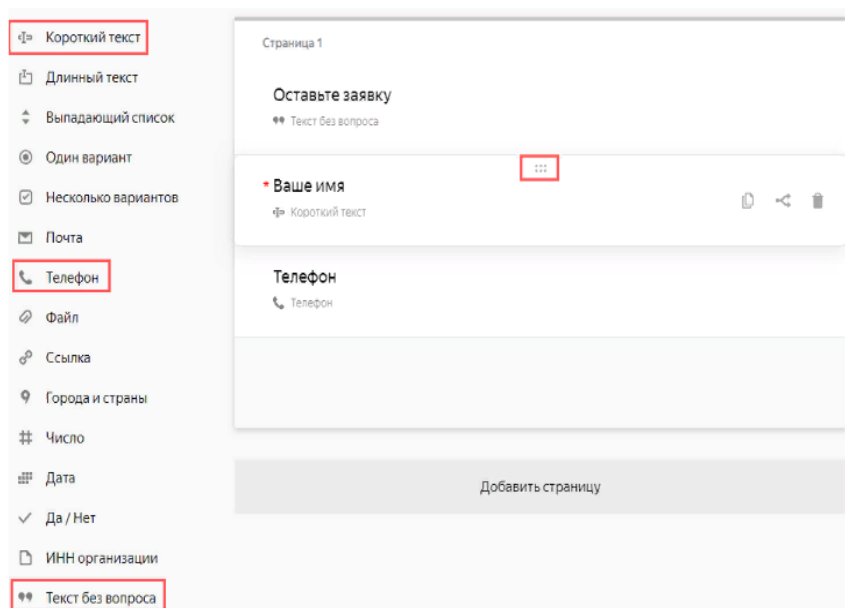 Короткий текст
Длинный текст
Выпадающий список
Один вариант
Несколько вариантов
Почта
Телефон
Файл
Ссылка
Города и страны
Число
Дата
Да / Нет
ИНН организации
Текст без вопроса
Страница 1
Оставьте заявку
Текст без вопроса
* Ваше имя
Короткий текст
Телефон
Телефон
Добавить страницу